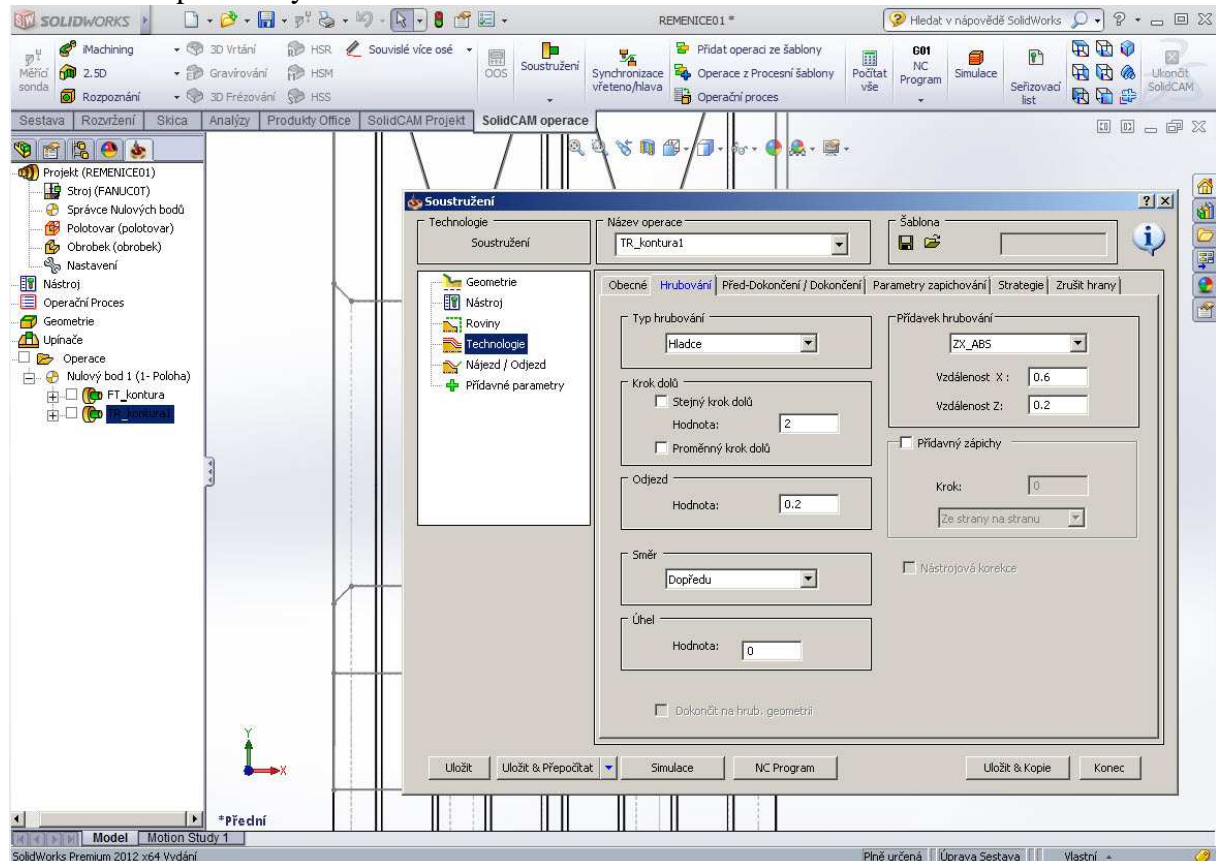 SOLIDWORKS
REMENICE01 *
Hledat v nápovědě SolidWorks
Měřící sonda
iMachining
2.5D
Rozpoznání
3D Vrtání
Gravírování
3D Frézování
HSR
HSM
HSS
Souvislé více osé
OOS
Soustružení
Synchronizace vřeteno/hlava
Přidat operaci ze šablony
Operace z Procesní šablony
Operační proces
Počítat vše
G01
NC Program
Simulace
Seřizovací list
Ukončit SolidCAM
Sestava Rozvržení Skica Analýzy Produkty Office SolidCAM Projekt SolidCAM operace
Projekt (REMENICE01)
Stroj (FANUC0T)
Správce Nulových bodů
Polotovar (polotovar)
Obrobek (obrobek)
Nastavení
Nástroj
Operační Proces
Geometrie
Upínače
Operace
Nulový bod 1 (1- Poloha)
FT_kontura
TR_kontura1
Soustružení
Technologie
Soustružení
Název operace
TR_kontura1
Šablona
Geometrie
Nástroj
Roviny
Technologie
Nájezd / Odjezd
Přídavné parametry
Obecné Hrubování Před-Dokončení / Dokončení Parametry zapichování Strategie Zrušit hrany
Typ hrubování
Hladce
Krok dolů
Stejný krok dolů
Hodnota: 2
Proměnný krok dolů
Odjezd
Hodnota: 0.2
Směr
Dopředu
Úhel
Hodnota: 0
Dokončit na hrub. geometrii
Přídavek hrubování
ZX_ABS
Vzdálenost X : 0.6
Vzdálenost Z: 0.2
Přídavný zápichy
Krok: 0
Ze strany na stranu
Nástrojová korekce
Uložit Uložit & Přepočítat Simulace NC Program Uložit & Kopie Konec
Y
X
*Přední
Model Motion Study 1
SolidWorks Premium 2012 x64 Vydání
Plně určená Úprava Sestava Vlastní